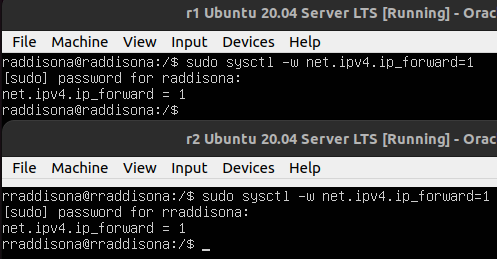 r1 Ubuntu 20.04 Server LTS [Running] - Orac
File Machine View Input Devices Help
raddisona@raddisona:/$ sudo sysctl -w net.ipv4.ip_forward=1
[sudo] password for raddisona:
net.ipv4.ip_forward = 1
raddisona@raddisona:/$
r2 Ubuntu 20.04 Server LTS [Running] - Orac
File Machine View Input Devices Help
rraddisona@rraddisona:/$ sudo sysctl -w net.ipv4.ip_forward=1
[sudo] password for rraddisona:
net.ipv4.ip_forward = 1
rraddisona@rraddisona:/$ _